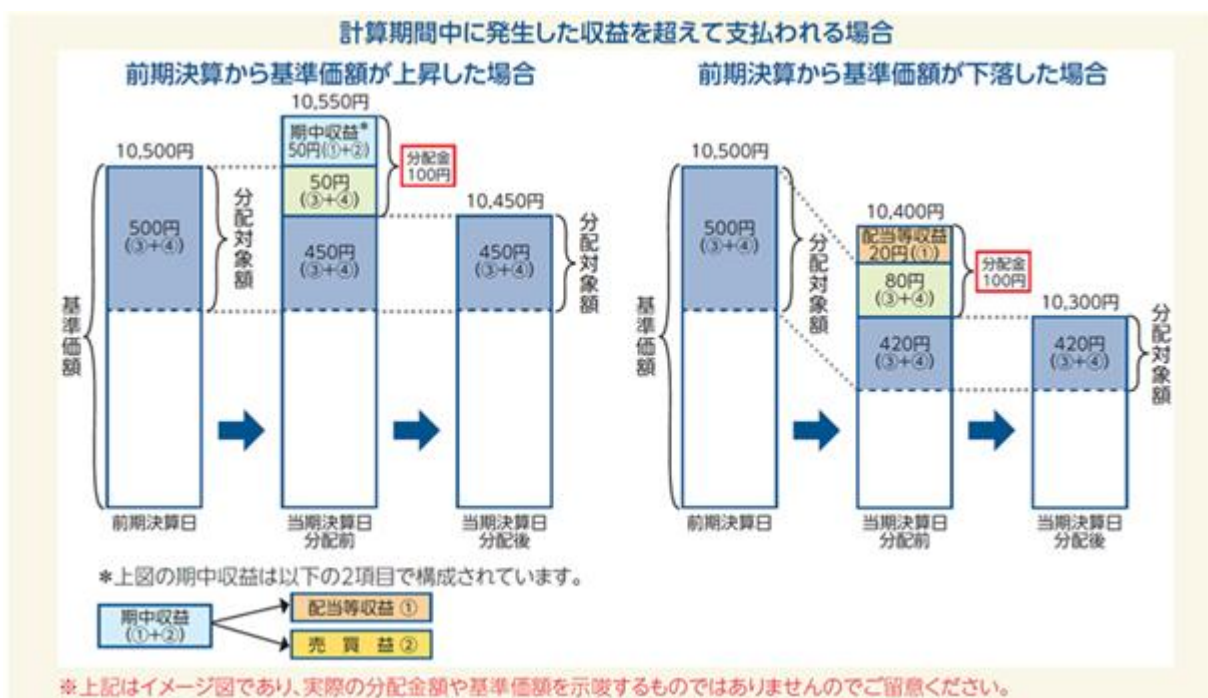 計算期間中に発生した収益を超えて支払われる場合
前期決算から基準価額が上昇した場合
10,500円
500円
(③+④)
分配対象額
基準価額
前期決算日
10,550円
期中収益*
50円(①+②)
50円
(③+④)
450円
(③+④)
分配金
100円
当期決算日
分配前
10,450円
450円
(③+④)
分配対象額
当期決算日
分配後
前期決算から基準価額が下落した場合
10,500円
500円
(③+④)
分配対象額
基準価額
前期決算日
10,400円
配当等収益
20円(①)
80円
(③+④)
420円
(③+④)
分配金
100円
当期決算日
分配前
10,300円
420円
(③+④)
分配対象額
当期決算日
分配後
*上図の期中収益は以下の2項目で構成されています。
期中収益
(①+②)
配当等収益 ①
売 買 益 ②
※上記はイメージ図であり、実際の分配金額や基準価額を示唆するものではありませんのでご留意ください。